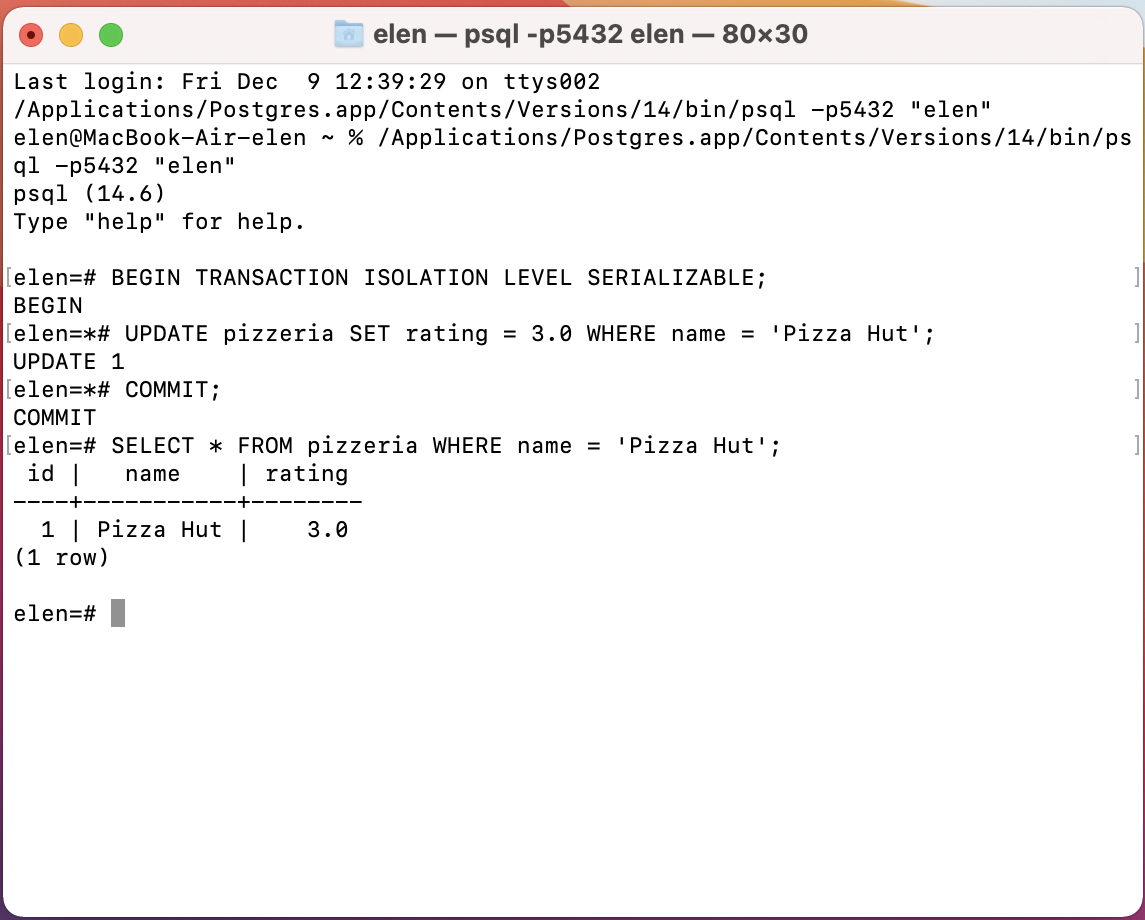 elen — psql -p5432 elen — 80×30
Last login: Fri Dec  9 12:39:29 on ttys002
/Applications/Postgres.app/Contents/Versions/14/bin/psql -p5432 "elen"
elen@MacBook-Air-elen ~ % /Applications/Postgres.app/Contents/Versions/14/bin/ps
ql -p5432 "elen"
psql (14.6)
Type "help" for help.

[elen=# BEGIN TRANSACTION ISOLATION LEVEL SERIALIZABLE; ]
BEGIN
[elen=*# UPDATE pizzeria SET rating = 3.0 WHERE name = 'Pizza Hut'; ]
UPDATE 1
[elen=*# COMMIT; ]
COMMIT
[elen=# SELECT * FROM pizzeria WHERE name = 'Pizza Hut'; ]
 id |   name    | rating
----+-----------+--------
  1 | Pizza Hut |    3.0
(1 row)

elen=#